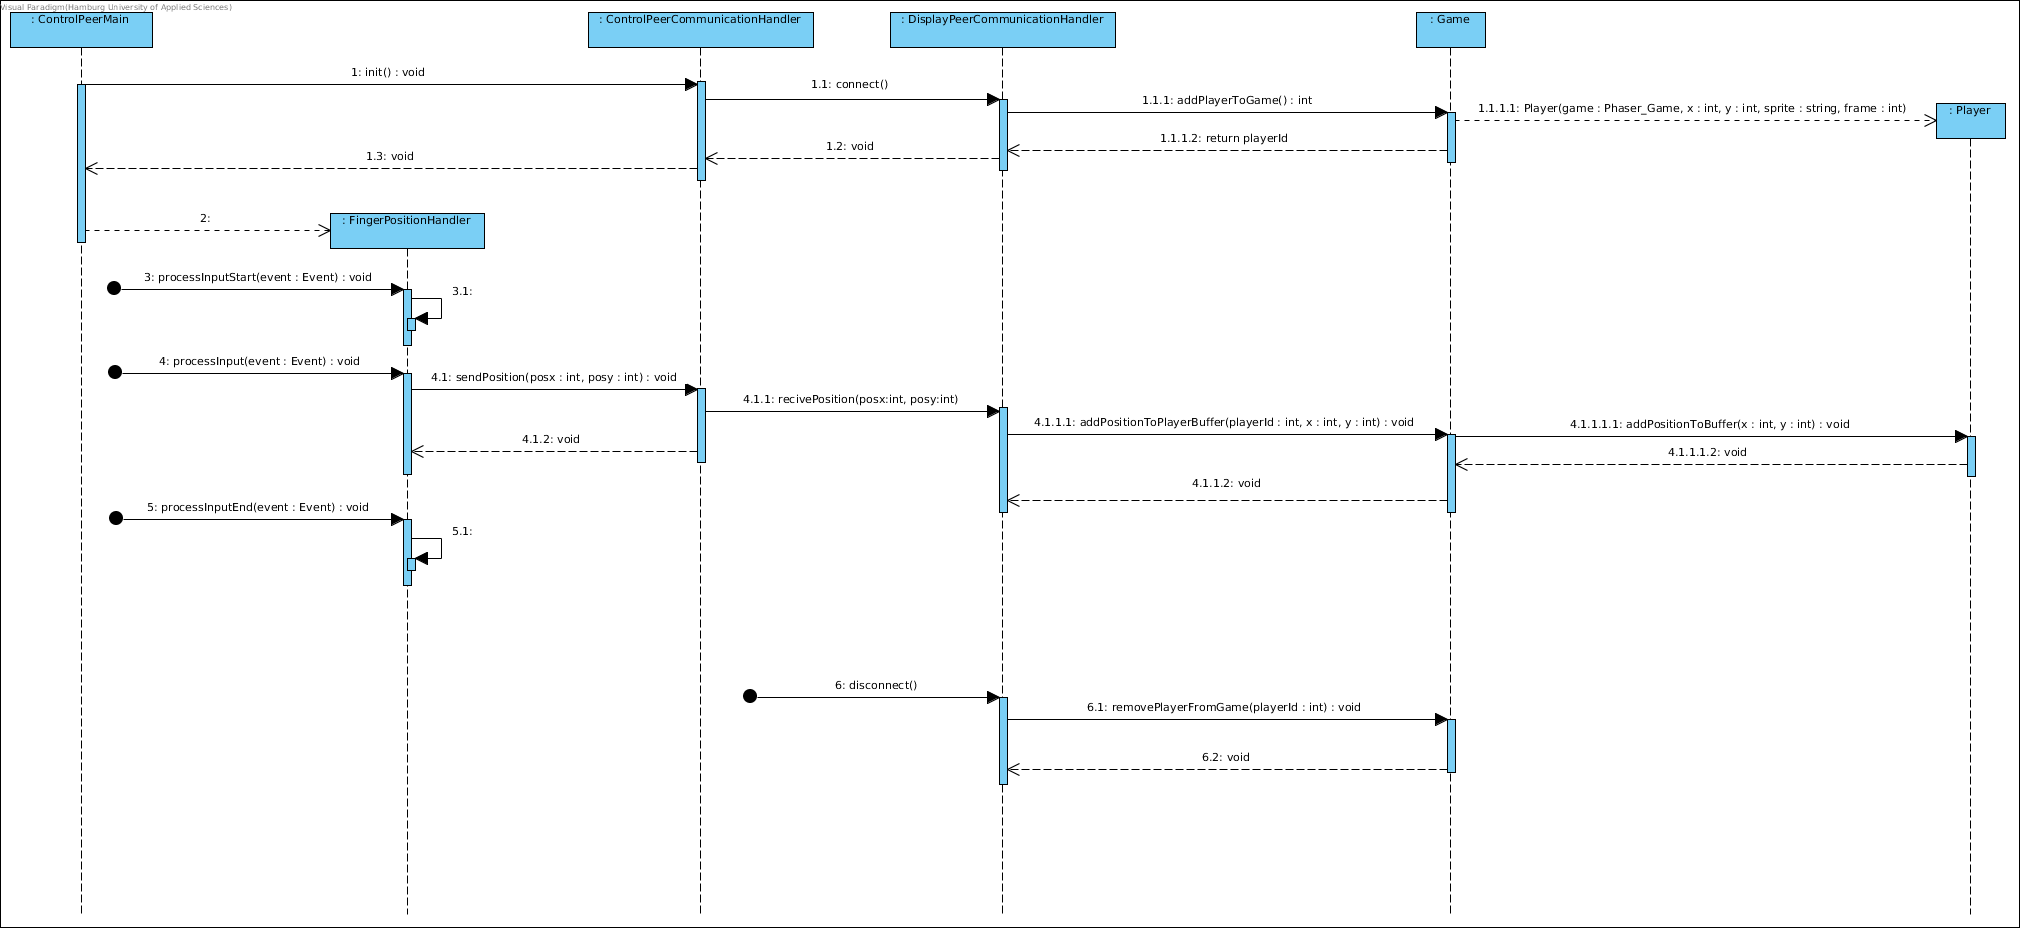 Visual Paradigm(Hamburg University of Applied Sciences)
: ControlPeerMain
: ControlPeerCommunicationHandler
: DisplayPeerCommunicationHandler
: Game
1: init() : void
1.1: connect()
1.1.1: addPlayerToGame() : int
1.1.1.1: Player(game : Phaser_Game, x : int, y : int, sprite : string, frame : int)
: Player
1.1.1.2: return playerId
1.2: void
1.3: void
2:
: FingerPositionHandler
3: processInputStart(event : Event) : void
3.1:
4: processInput(event : Event) : void
4.1: sendPosition(posx : int, posy : int) : void
4.1.1: recivePosition(posx:int, posy:int)
4.1.1.1: addPositionToPlayerBuffer(playerId : int, x : int, y : int) : void
4.1.1.1.1: addPositionToBuffer(x : int, y : int) : void
4.1.2: void
4.1.1.1.2: void
4.1.1.2: void
5: processInputEnd(event : Event) : void
5.1:
6: disconnect()
6.1: removePlayerFromGame(playerId : int) : void
6.2: void